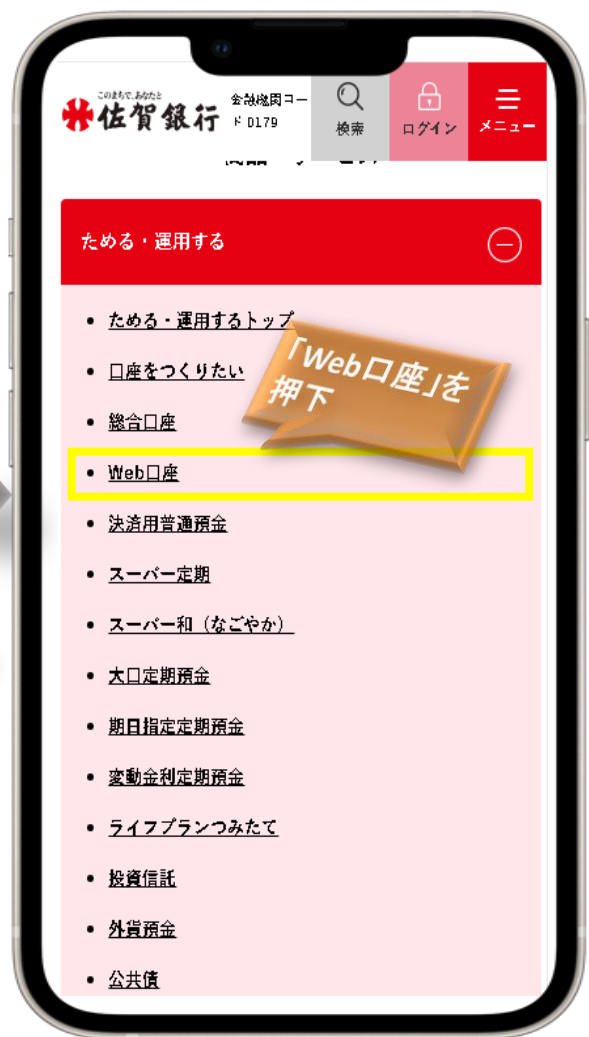 このまちで、あなたと
佐賀銀行
金融機関コー
ド 0179
検索
ログイン
メニュー
ためる・運用する
ためる・運用するトップ
口座をつくりたい
「Web口座」を
押下
総合口座
Web口座
決済用普通預金
スーパー定期
スーパー和（なごやか）
大口定期預金
期日指定定期預金
変動金利定期預金
ライフプランつみたて
投資信託
外貨預金
公共債